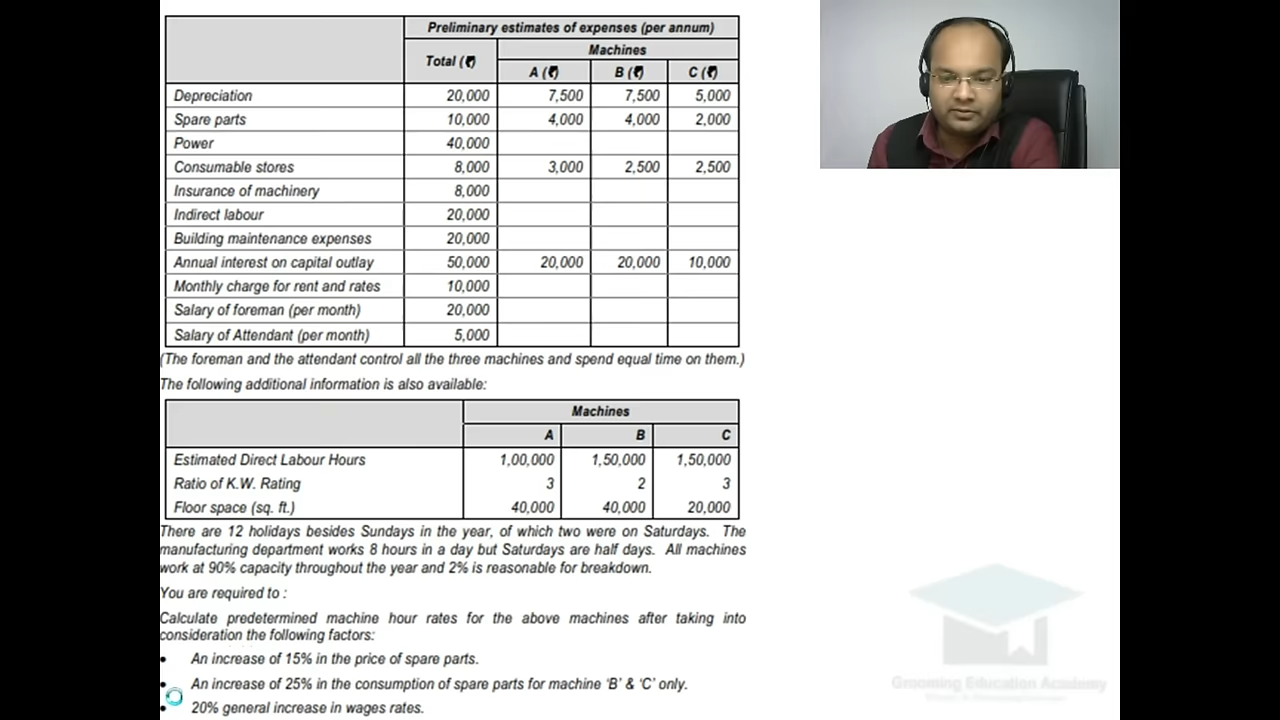 Preliminary estimates of expenses (per annum)
Total (₹) Machines
A (₹) B (₹) C (₹)
Depreciation 20,000 7,500 7,500 5,000
Spare parts 10,000 4,000 4,000 2,000
Power 40,000
Consumable stores 8,000 3,000 2,500 2,500
Insurance of machinery 8,000
Indirect labour 20,000
Building maintenance expenses 20,000
Annual interest on capital outlay 50,000 20,000 20,000 10,000
Monthly charge for rent and rates 10,000
Salary of foreman (per month) 20,000
Salary of Attendant (per month) 5,000
(The foreman and the attendant control all the three machines and spend equal time on them.)
The following additional information is also available:
Machines
A B C
Estimated Direct Labour Hours 1,00,000 1,50,000 1,50,000
Ratio of K.W. Rating 3 2 3
Floor space (sq. ft.) 40,000 40,000 20,000
There are 12 holidays besides Sundays in the year, of which two were on Saturdays. The
manufacturing department works 8 hours in a day but Saturdays are half days. All machines
work at 90% capacity throughout the year and 2% is reasonable for breakdown.
You are required to :
Calculate predetermined machine hour rates for the above machines after taking into
consideration the following factors:
• An increase of 15% in the price of spare parts.
• An increase of 25% in the consumption of spare parts for machine 'B' & 'C' only.
• 20% general increase in wages rates.
Grooming Education Academy